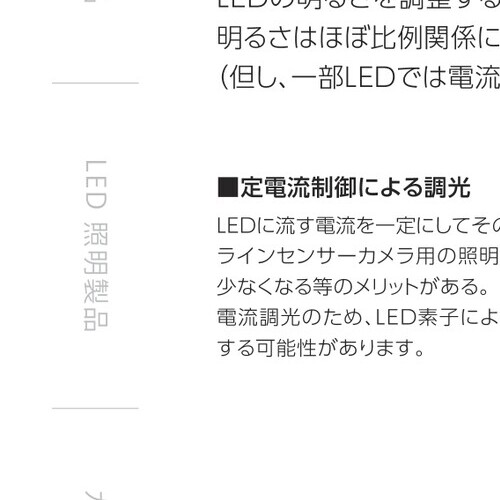 LEDの明るさを調整する
明るさはほぼ比例関係に
（但し、一部LEDでは電流
■定電流制御による調光
LEDに流す電流を一定にしてその
ラインセンサーカメラ用の照明
少なくなる等のメリットがある。
電流調光のため、LED素子によ
する可能性があります。
LED 照明製品